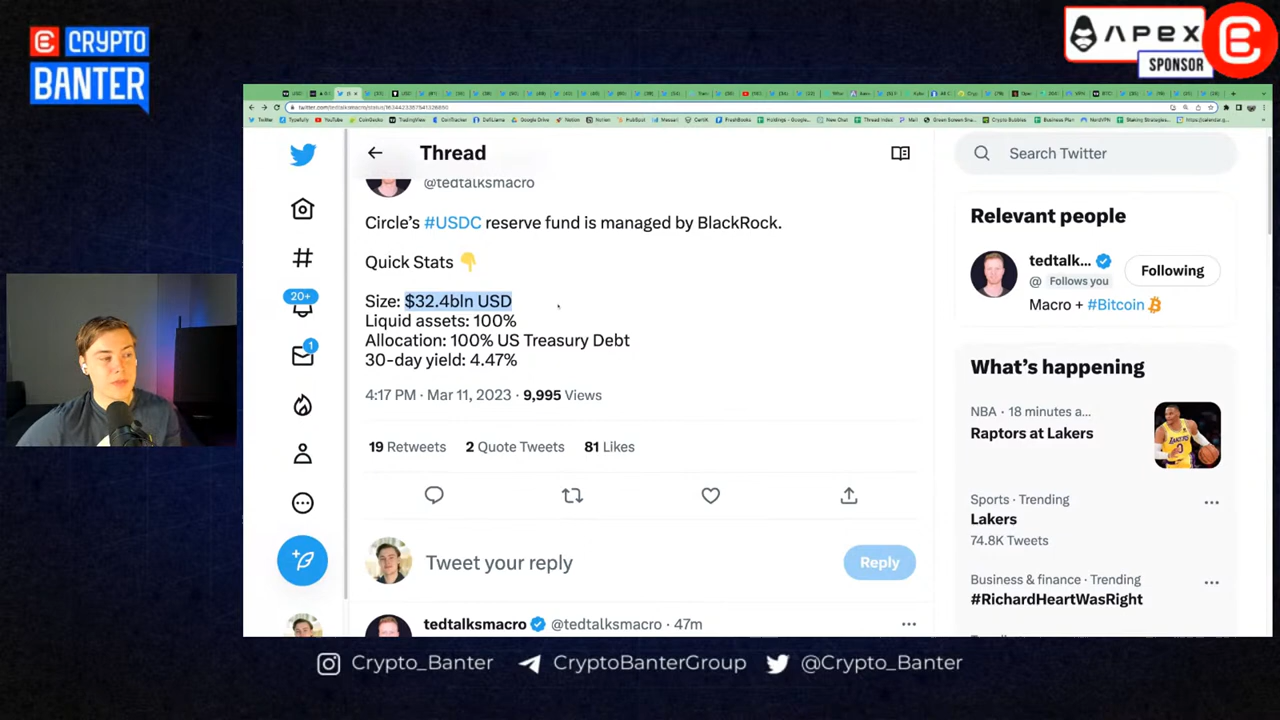 CRYPTO
BANTER
APEX
SPONSOR
Thread
Search Twitter
@tedtalksmacro
Circle's #USDC reserve fund is managed by BlackRock.
Quick Stats 👇
Size: $32.4bln USD
Liquid assets: 100%
Allocation: 100% US Treasury Debt
30-day yield: 4.47%
4:17 PM · Mar 11, 2023 · 9,995 Views
19 Retweets 2 Quote Tweets 81 Likes
Tweet your reply
Reply
tedtalksmacro @tedtalksmacro · 47m
20+
1
Relevant people
tedtalk...
@ Follows you
Following
Macro + #Bitcoin
What's happening
NBA · 18 minutes a...
Raptors at Lakers
Sports · Trending
Lakers
74.8K Tweets
Business & finance · Trending
#RichardHeartWasRight
Crypto_Banter CryptoBanterGroup @Crypto_Banter